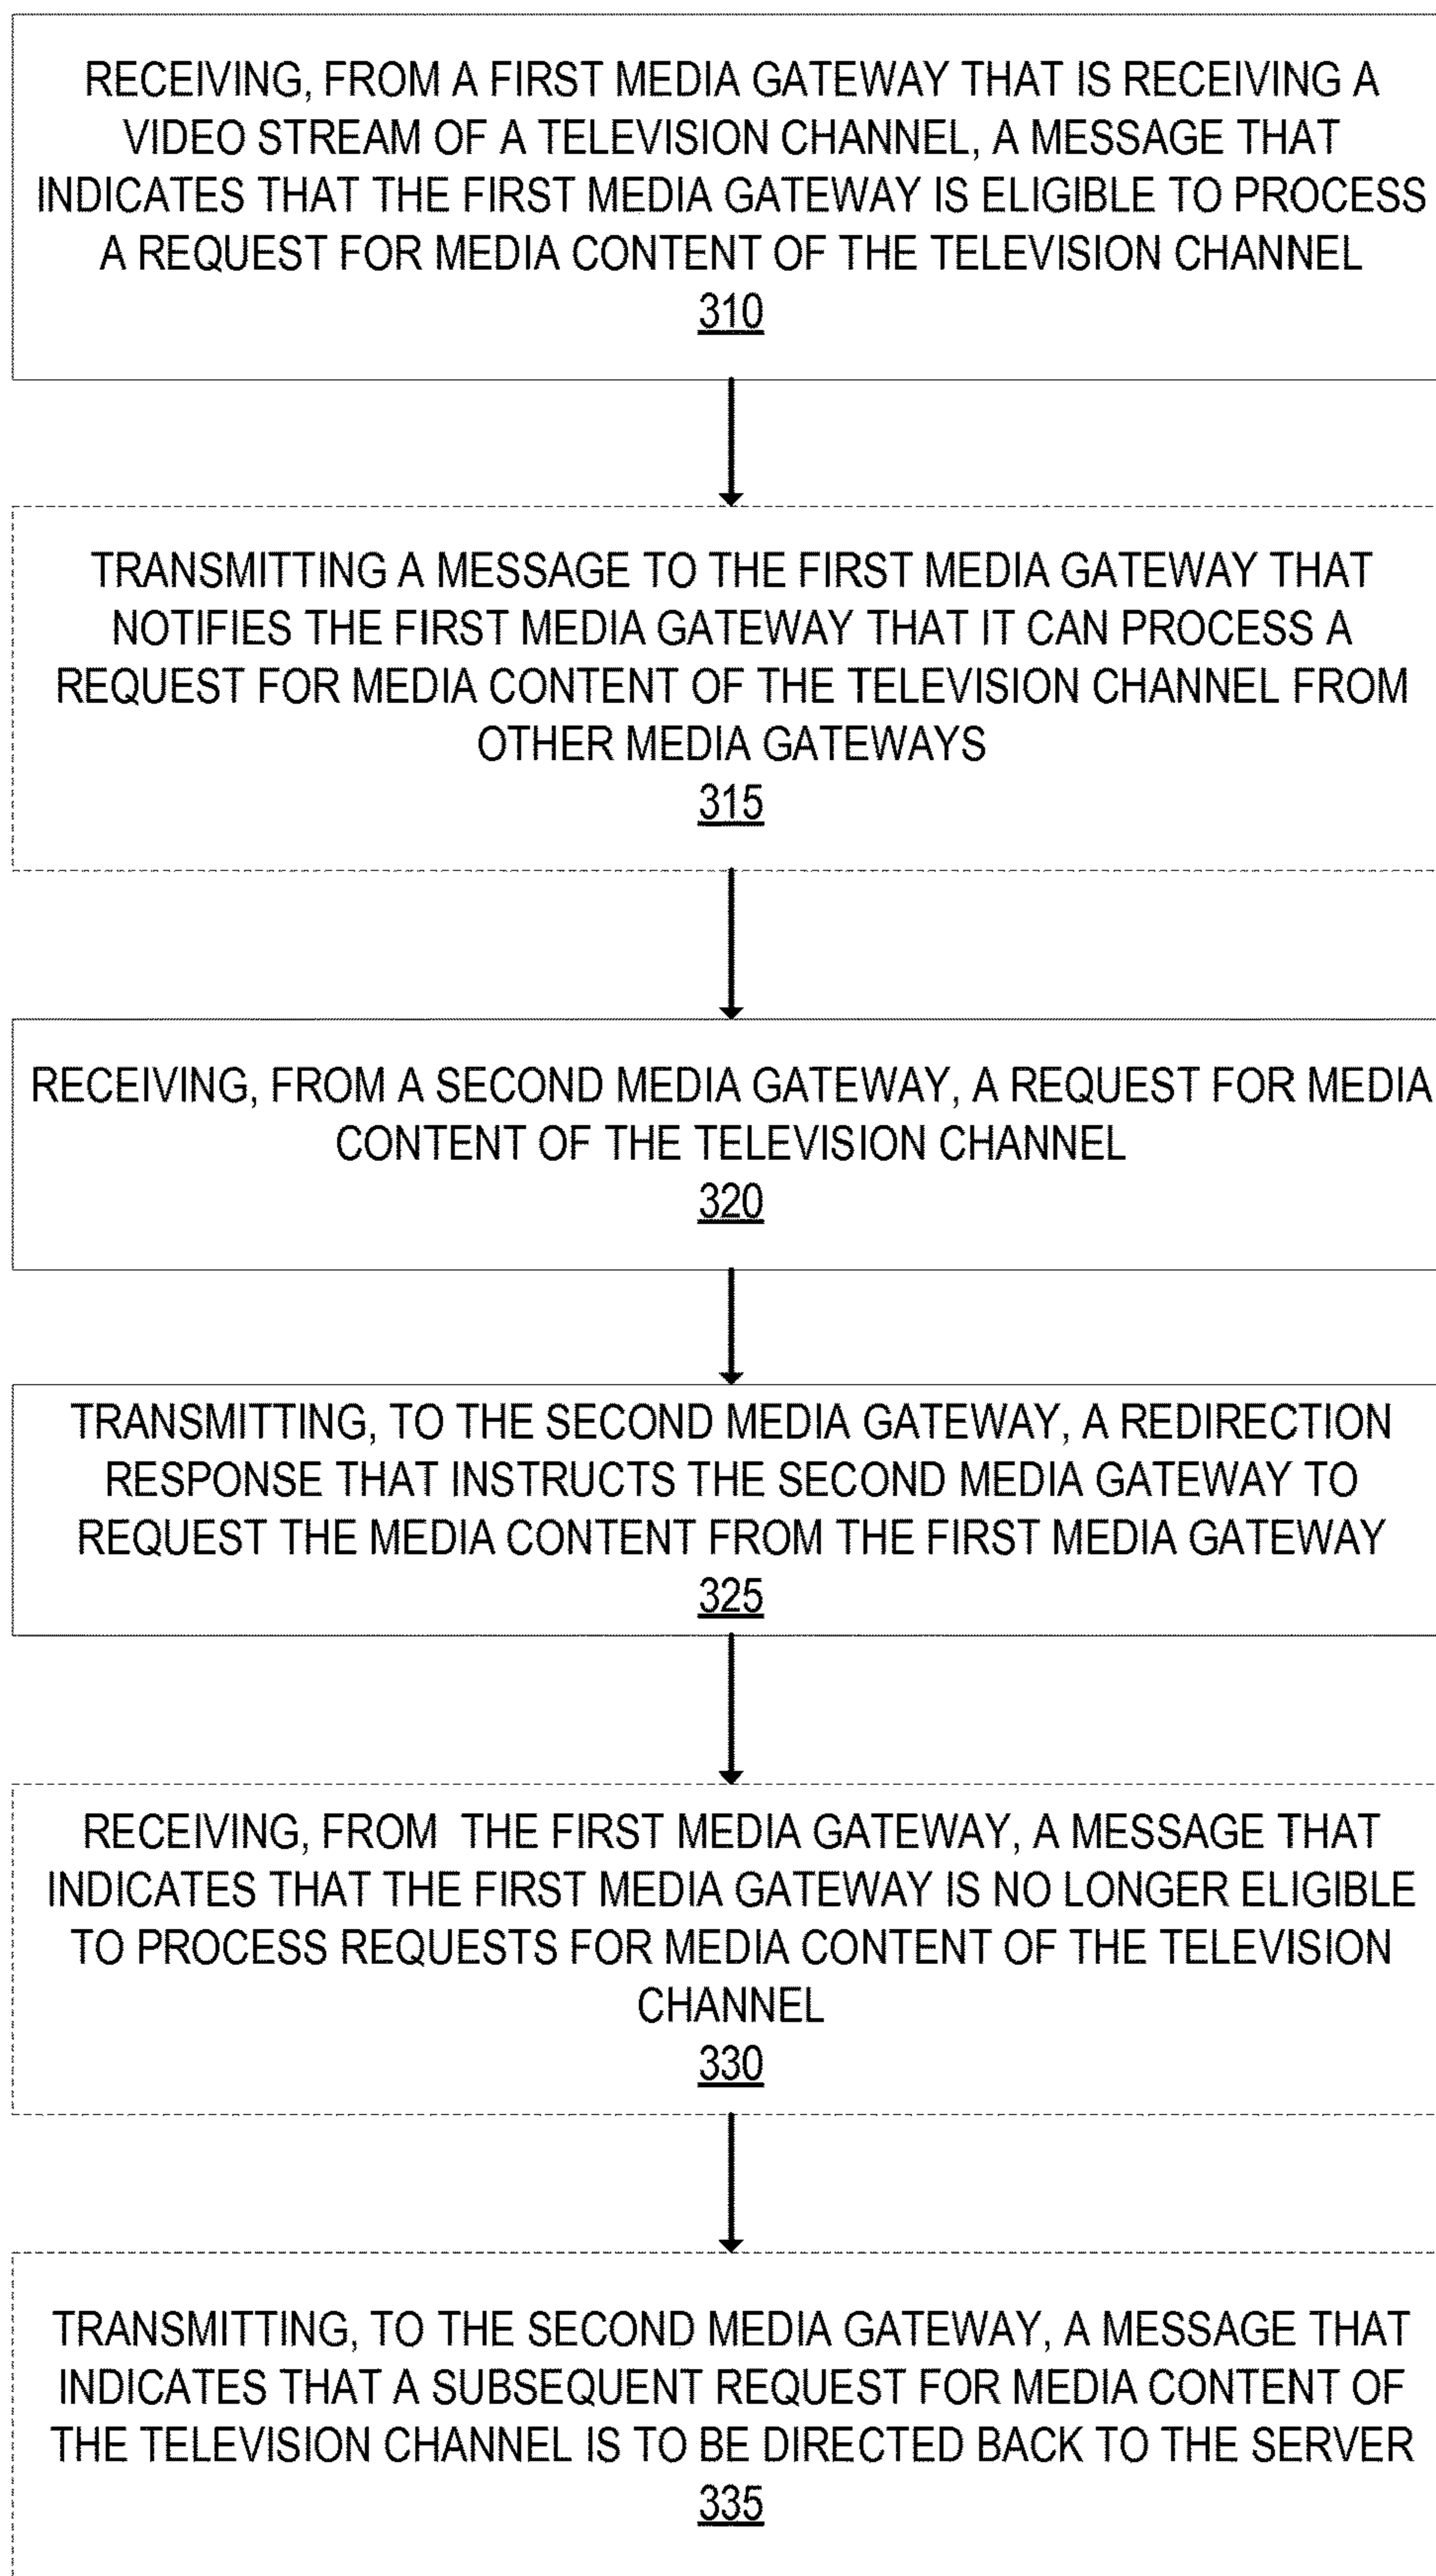 RECEIVING, FROM A FIRST MEDIA GATEWAY THAT IS RECEIVING A
VIDEO STREAM OF A TELEVISION CHANNEL, A MESSAGE THAT
INDICATES THAT THE FIRST MEDIA GATEWAY IS ELIGIBLE TO PROCESS
A REQUEST FOR MEDIA CONTENT OF THE TELEVISION CHANNEL
310
TRANSMITTING A MESSAGE TO THE FIRST MEDIA GATEWAY THAT
NOTIFIES THE FIRST MEDIA GATEWAY THAT IT CAN PROCESS A
REQUEST FOR MEDIA CONTENT OF THE TELEVISION CHANNEL FROM
OTHER MEDIA GATEWAYS
315
RECEIVING, FROM A SECOND MEDIA GATEWAY, A REQUEST FOR MEDIA
CONTENT OF THE TELEVISION CHANNEL
320
TRANSMITTING, TO THE SECOND MEDIA GATEWAY, A REDIRECTION
RESPONSE THAT INSTRUCTS THE SECOND MEDIA GATEWAY TO
REQUEST THE MEDIA CONTENT FROM THE FIRST MEDIA GATEWAY
325
RECEIVING, FROM THE FIRST MEDIA GATEWAY, A MESSAGE THAT
INDICATES THAT THE FIRST MEDIA GATEWAY IS NO LONGER ELIGIBLE
TO PROCESS REQUESTS FOR MEDIA CONTENT OF THE TELEVISION
CHANNEL
330
TRANSMITTING, TO THE SECOND MEDIA GATEWAY, A MESSAGE THAT
INDICATES THAT A SUBSEQUENT REQUEST FOR MEDIA CONTENT OF
THE TELEVISION CHANNEL IS TO BE DIRECTED BACK TO THE SERVER
335